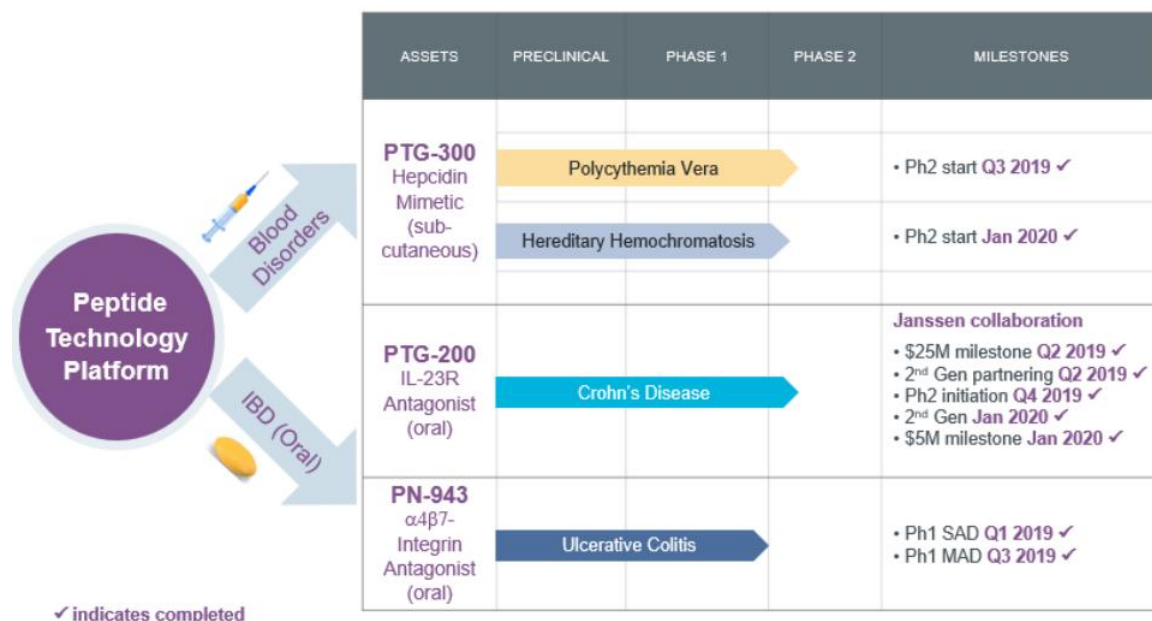 ASSETS
PRECLINICAL
PHASE 1
PHASE 2
MILESTONES
Peptide
Technology
Platform
Blood
Disorders
IBD (Oral)
PTG-300
Hepcidin
Mimetic
(sub-
cutaneous)
Polycythemia Vera
• Ph2 start Q3 2019 ✓
Hereditary Hemochromatosis
• Ph2 start Jan 2020 ✓
PTG-200
IL-23R
Antagonist
(oral)
Crohn's Disease
Janssen collaboration
• $25M milestone Q2 2019 ✓
• 2nd Gen partnering Q2 2019 ✓
• Ph2 initiation Q4 2019 ✓
• 2nd Gen Jan 2020 ✓
• $5M milestone Jan 2020 ✓
PN-943
α4β7-
Integrin
Antagonist
(oral)
Ulcerative Colitis
• Ph1 SAD Q1 2019 ✓
• Ph1 MAD Q3 2019 ✓
✓ indicates completed